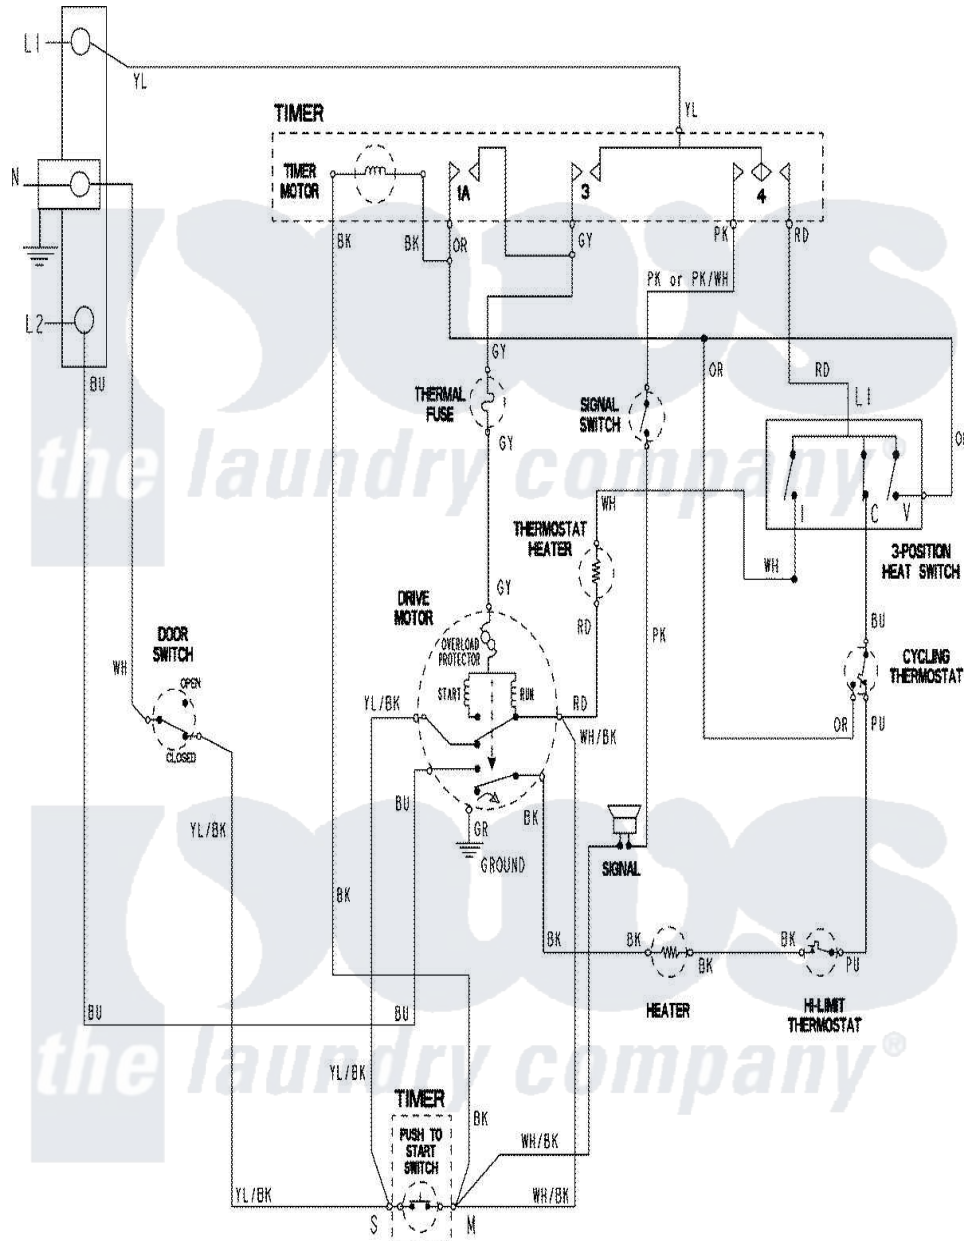 L1
YL
YL
TIMER
TIMER
MOTOR
1A
3
4
N
BK
BK
OR
GY
PK
RD
PK or PK/WH
L2
BU
GY
OR
RD
L1
THERMAL
FUSE
SIGNAL
SWITCH
GY
the laundry company®
I
C
V
WH
THERMOSTAT
HEATER
WH
3-POSITION
HEAT SWITCH
GY
DRIVE
MOTOR
RD
PK
BU
DOOR
SWITCH
WH
OVERLOAD
PROTECTOR
CYCLING
THERMOSTAT
OPEN
YL/BK
START
RUN
RD
WH/BK
OR
PU
CLOSED
BU
BK
YL/BK
GR
GROUND
SIGNAL
BK
BK
BK
BK
BK
PU
HEATER
HI-LIMIT
THERMOSTAT
BU
BU
the laundry company®
YL/BK
TIMER
BK
PUSH TO
START
SWITCH
WH/BK
YL/BK
WH/BK
S
M